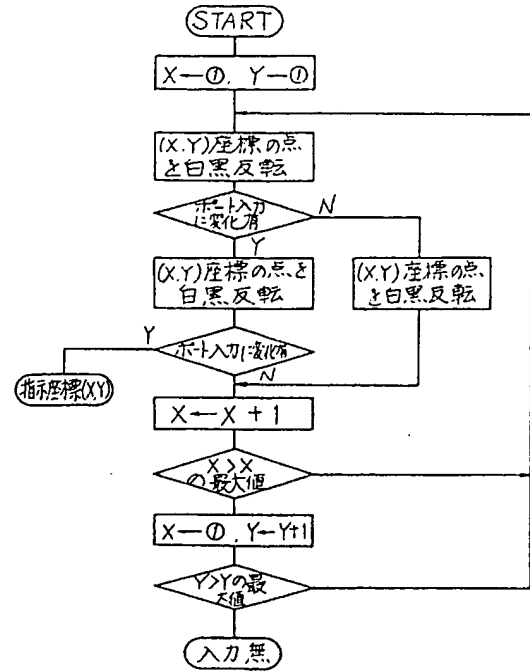 START
X←⓪, Y←⓪
(X,Y)座標の点
を白黒反転
ポート入力
に変化有
N
Y
(X,Y)座標の点を
白黒反転
(X,Y)座標の点
を白黒反転
Y
ポート入力に変化有
N
指示座標(X,Y)
X←X+1
X>X
の最大値
X←⓪, Y←Y+1
Y>Yの最
大値
入力無